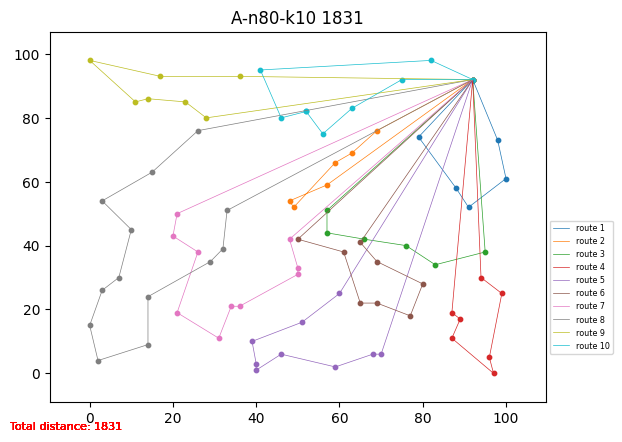 A-n80-k10 1831
100
80
60
40
20
0
0
20
40
60
80
100
route 1
route 2
route 3
route 4
route 5
route 6
route 7
route 8
route 9
route 10
Total distance: 1831